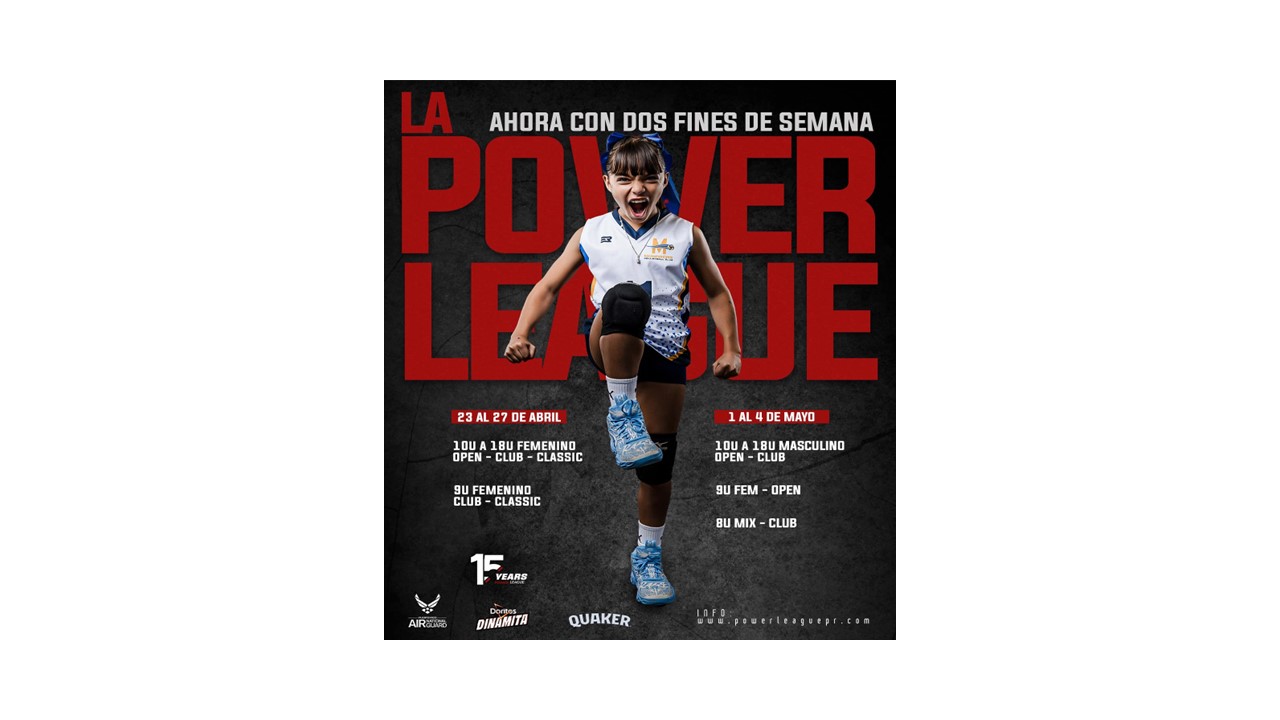 LA
AHORA CON DOS FINES DE SEMANA
POWER
LEAGUE
M
23 AL 27 DE ABRIL
10U A 18U FEMENINO
OPEN - CLUB - CLASSIC
9U FEMENINO
CLUB - CLASSIC
1 AL 4 DE MAYO
10U A 18U MASCULINO
OPEN - CLUB
9U FEM - OPEN
8U MIX - CLUB
15 YEARS
LEAGUE
AIR NATIONAL GUARD
Doritos
DINAMITA
QUAKER
INFO:
www.powerleaguepr.com